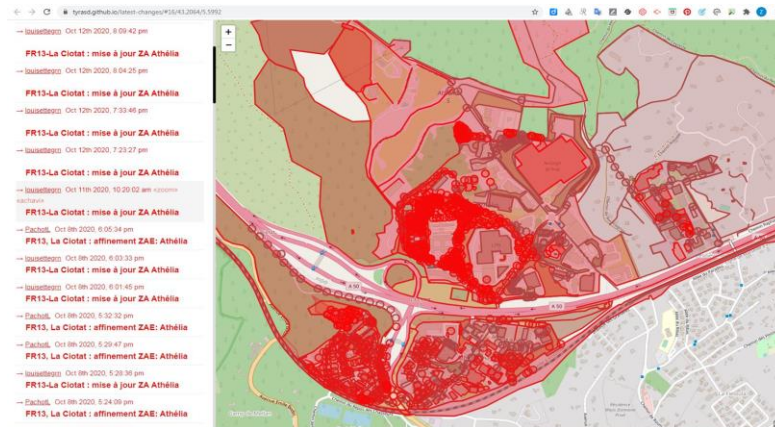 tyrasd.github.io/latest-changes/#16/43.2064/5.5992
→ louisettegrn Oct 12th 2020, 8:09:42 pm
FR13-La Ciotat : mise à jour ZA Athélia
→ louisettegrn Oct 12th 2020, 8:04:25 pm
FR13-La Ciotat : mise à jour ZA Athélia
→ louisettegrn Oct 12th 2020, 7:33:46 pm
FR13-La Ciotat : mise à jour ZA Athélia
→ louisettegrn Oct 12th 2020, 7:23:27 pm
FR13-La Ciotat : mise à jour ZA Athélia
→ louisettegrn Oct 11th 2020, 10:20:02 am
FR13-La Ciotat : mise à jour ZA Athélia
→ PachotL Oct 8th 2020, 6:05:34 pm
FR13, La Ciotat : affinement ZAE: Athélia
→ louisettegrn Oct 8th 2020, 6:03:33 pm
FR13-La Ciotat : mise à jour ZA Athélia
→ louisettegrn Oct 8th 2020, 6:01:45 pm
FR13-La Ciotat : mise à jour ZA Athélia
→ PachotL Oct 8th 2020, 5:32:32 pm
FR13, La Ciotat : affinement ZAE: Athélia
→ PachotL Oct 8th 2020, 5:29:47 pm
FR13, La Ciotat : affinement ZAE: Athélia
→ louisettegrn Oct 8th 2020, 5:28:36 pm
FR13-La Ciotat : mise à jour ZA Athélia
→ PachotL Oct 8th 2020, 5:24:09 pm
FR13, La Ciotat : affinement ZAE: Athélia
+
−
A 50
A 50